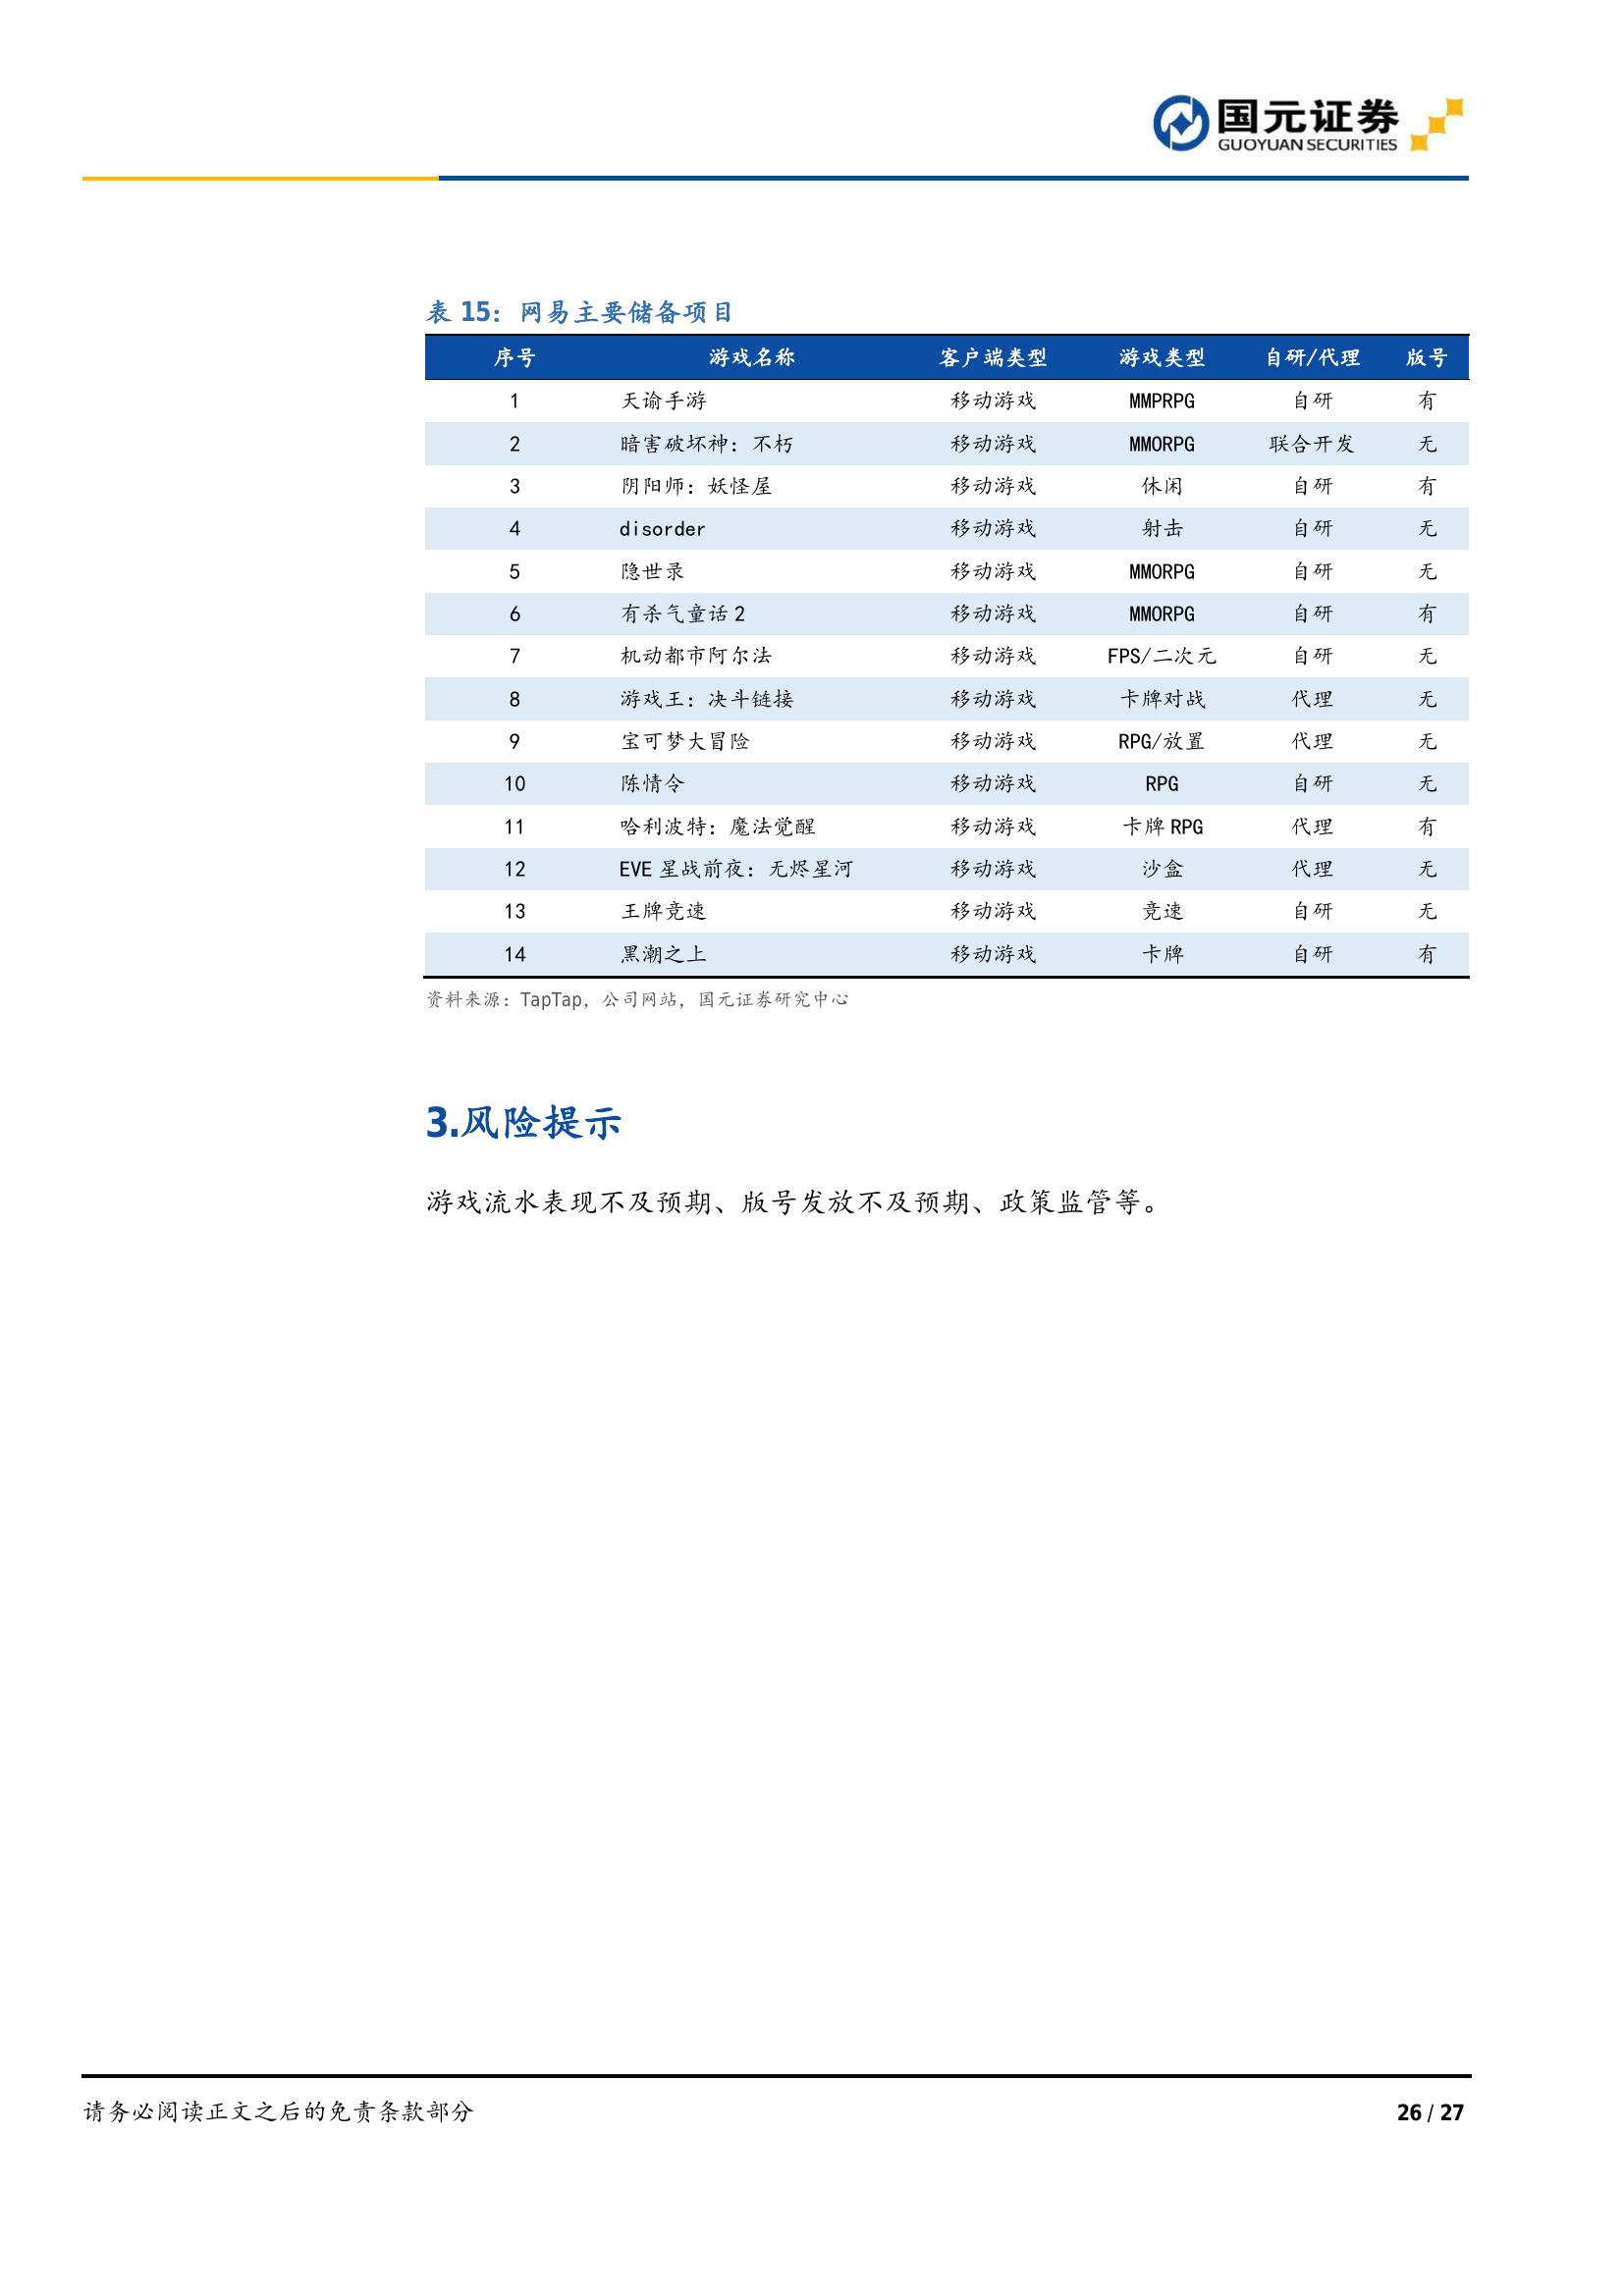 国元证券
GUOYUAN SECURITIES
表 15：网易主要储备项目
序号 游戏名称 客户端类型 游戏类型 自研/代理 版号
1 天谕手游 移动游戏 MMPRPG 自研 有
2 暗害破坏神：不朽 移动游戏 MMORPG 联合开发 无
3 阴阳师：妖怪屋 移动游戏 休闲 自研 有
4 disorder 移动游戏 射击 自研 无
5 隐世录 移动游戏 MMORPG 自研 无
6 有杀气童话 2 移动游戏 MMORPG 自研 有
7 机动都市阿尔法 移动游戏 FPS/二次元 自研 无
8 游戏王：决斗链接 移动游戏 卡牌对战 代理 无
9 宝可梦大冒险 移动游戏 RPG/放置 代理 无
10 陈情令 移动游戏 RPG 自研 无
11 哈利波特：魔法觉醒 移动游戏 卡牌 RPG 代理 有
12 EVE 星战前夜：无烬星河 移动游戏 沙盒 代理 无
13 王牌竞速 移动游戏 竞速 自研 无
14 黑潮之上 移动游戏 卡牌 自研 有
资料来源：TapTap，公司网站，国元证券研究中心
3.风险提示
游戏流水表现不及预期、版号发放不及预期、政策监管等。
请务必阅读正文之后的免责条款部分 26 / 27